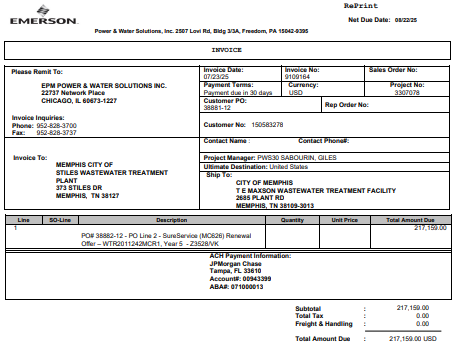 RePrint
EMERSON.
Net Due Date: 08/22/25
Power & Water Solutions, Inc. 2507 Lovi Rd, Bldg 3/3A, Freedom, PA 15042-9395
INVOICE
Please Remit To:
EPM POWER & WATER SOLUTIONS INC.
22737 Network Place
CHICAGO, IL 60673-1227
Invoice Inquiries:
Phone: 952-828-3700
Fax: 952-828-3737
Invoice Date: Invoice No: Sales Order No:
07/23/25 9109164
Payment Terms: Currency: Project No:
Payment due in 30 days USD 3307078
Customer PO: Rep Order No:
38881-12
Customer No: 150583278
Contact Name : Contact Phone#:
Invoice To:
MEMPHIS CITY OF
STILES WASTEWATER TREATMENT
PLANT
373 STILES DR
MEMPHIS, TN 38127
Project Manager: PWS30 SABOURIN, GILES
Ultimate Destination: United States
Ship To:
CITY OF MEMPHIS
T E MAXSON WASTEWATER TREATMENT FACILITY
2685 PLANT RD
MEMPHIS, TN 38109-3013
Line SO-Line Description Quantity Unit Price Total Amount Due
1 217,159.00
PO# 38882-12 - PO Line 2 - SureService (MC626) Renewal
Offer – WTR2011242MCR1, Year 5 - Z3528/VK
ACH Payment Information:
JPMorgan Chase
Tampa, FL 33610
Account#: 00943399
ABA#: 071000013
Subtotal : 217,159.00
Total Tax : 0.00
Freight & Handling : 0.00
Total Amount Due : 217,159.00 USD